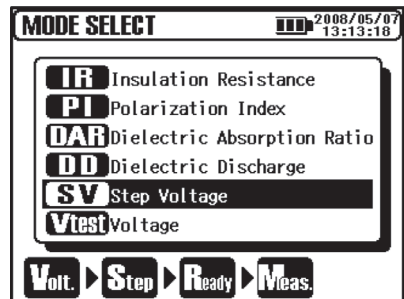 MODE SELECT 2008/05/07
13:13:18
IR Insulation Resistance
PI Polarization Index
DAR Dielectric Absorption Ratio
DD Dielectric Discharge
SV Step Voltage
Vtest Voltage
Volt. ▶ Step ▶ Ready ▶ Meas.